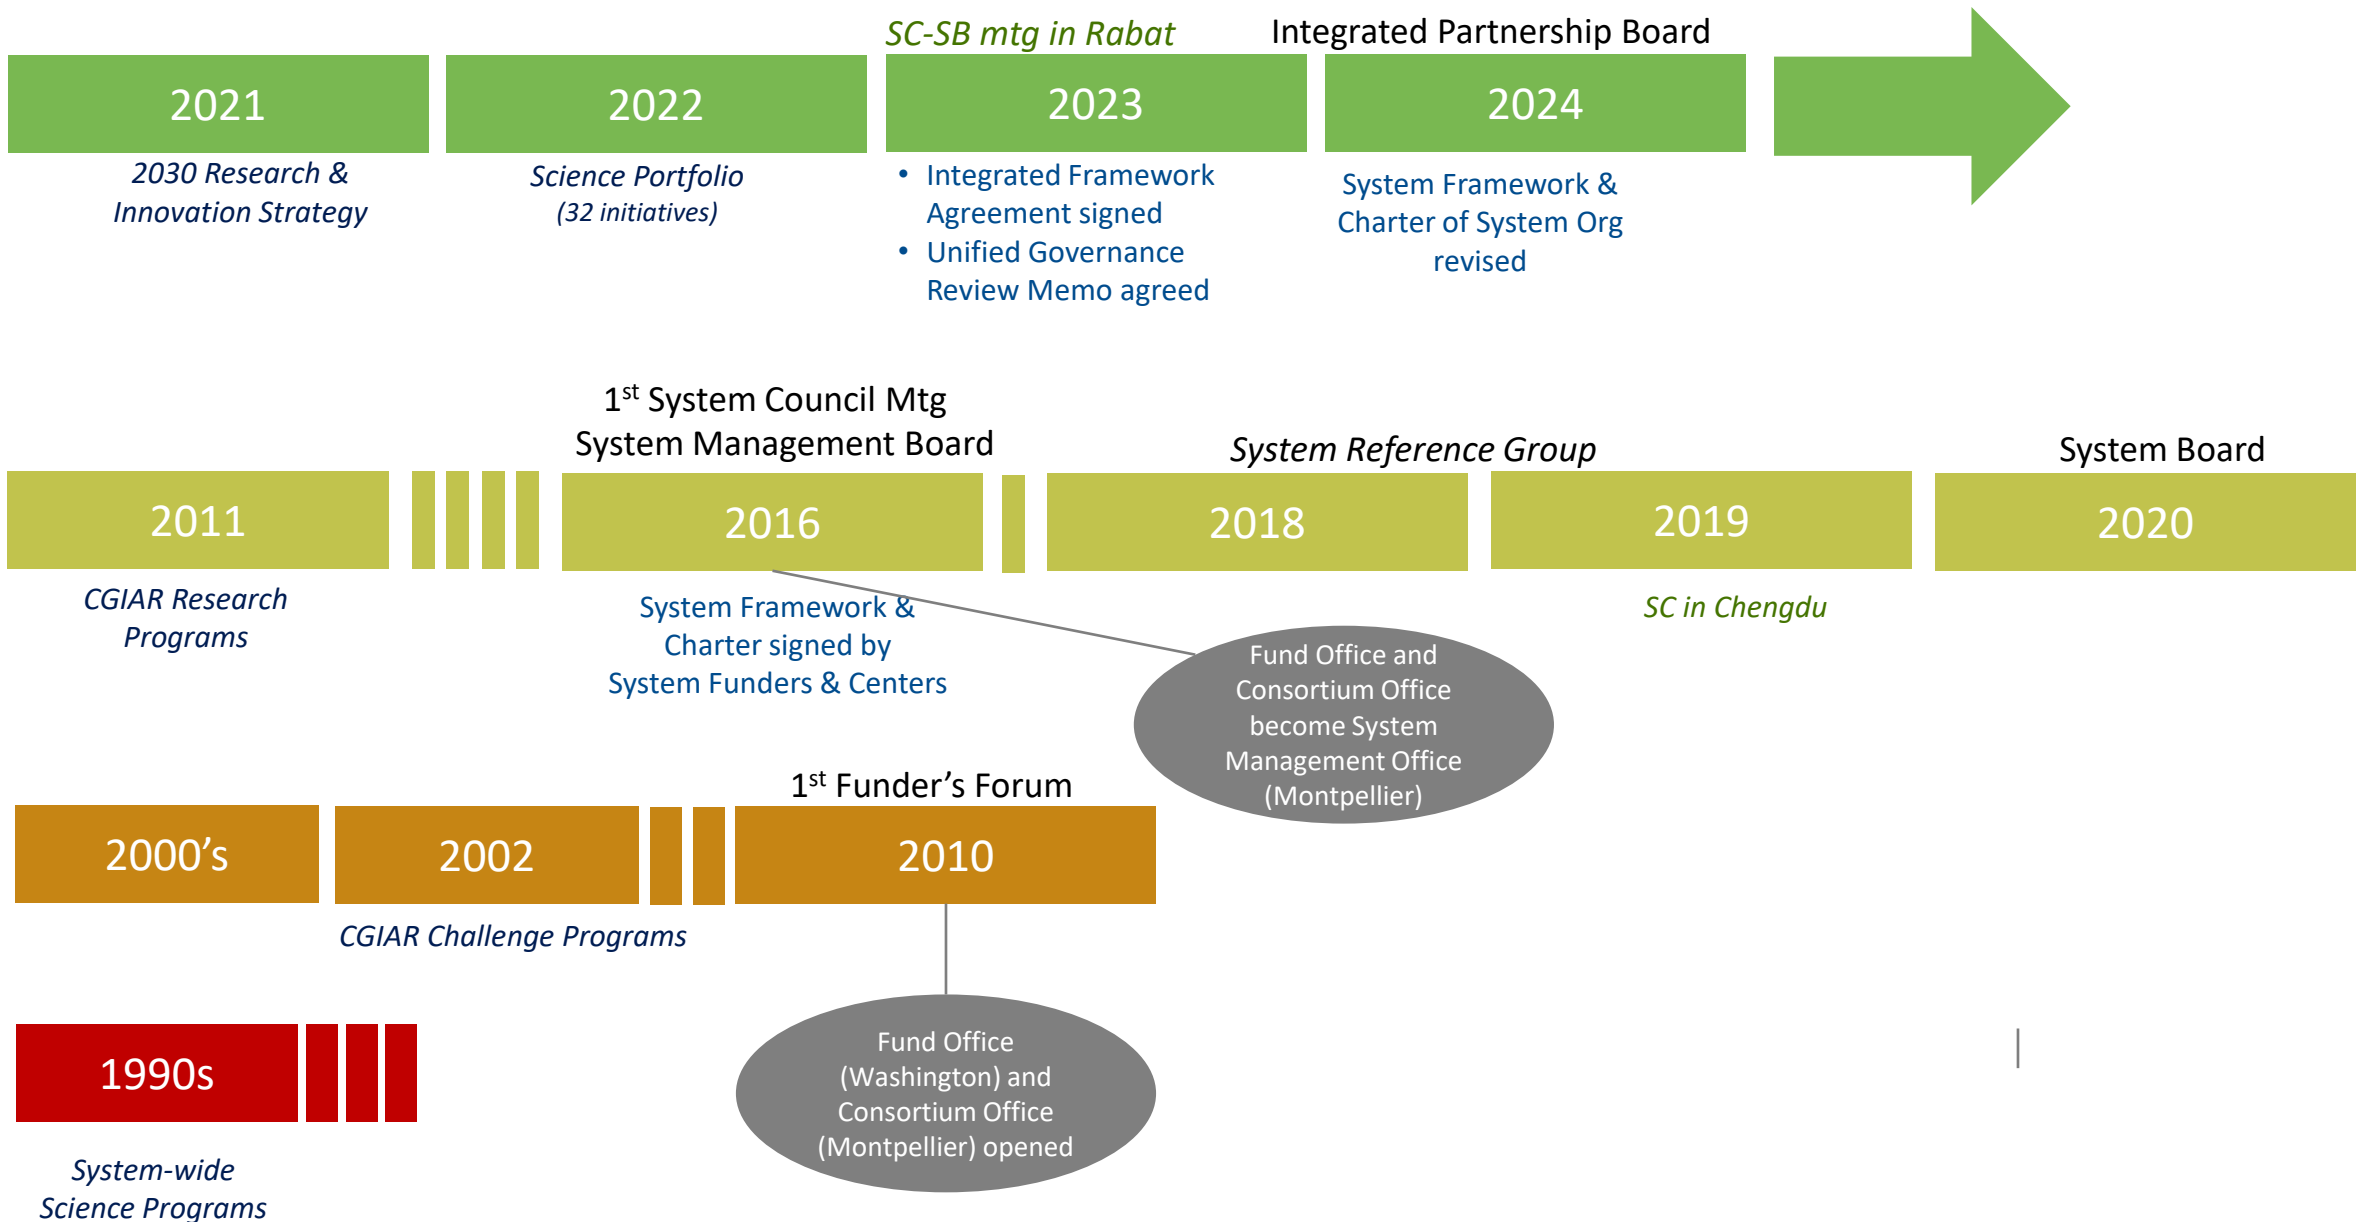 SC-SB mtg in Rabat
Integrated Partnership Board
2021
2022
2023
2024
2030 Research &
Innovation Strategy
Science Portfolio
(32 initiatives)
• Integrated Framework
Agreement signed
• Unified Governance
Review Memo agreed
System Framework &
Charter of System Org
revised
1st System Council Mtg
System Management Board
System Reference Group
System Board
2011
2016
2018
2019
2020
CGIAR Research
Programs
System Framework &
Charter signed by
System Funders & Centers
SC in Chengdu
Fund Office and
Consortium Office
become System
Management Office
(Montpellier)
1st Funder’s Forum
2000’s
2002
2010
CGIAR Challenge Programs
Fund Office
(Washington) and
Consortium Office
(Montpellier) opened
1990s
System-wide
Science Programs